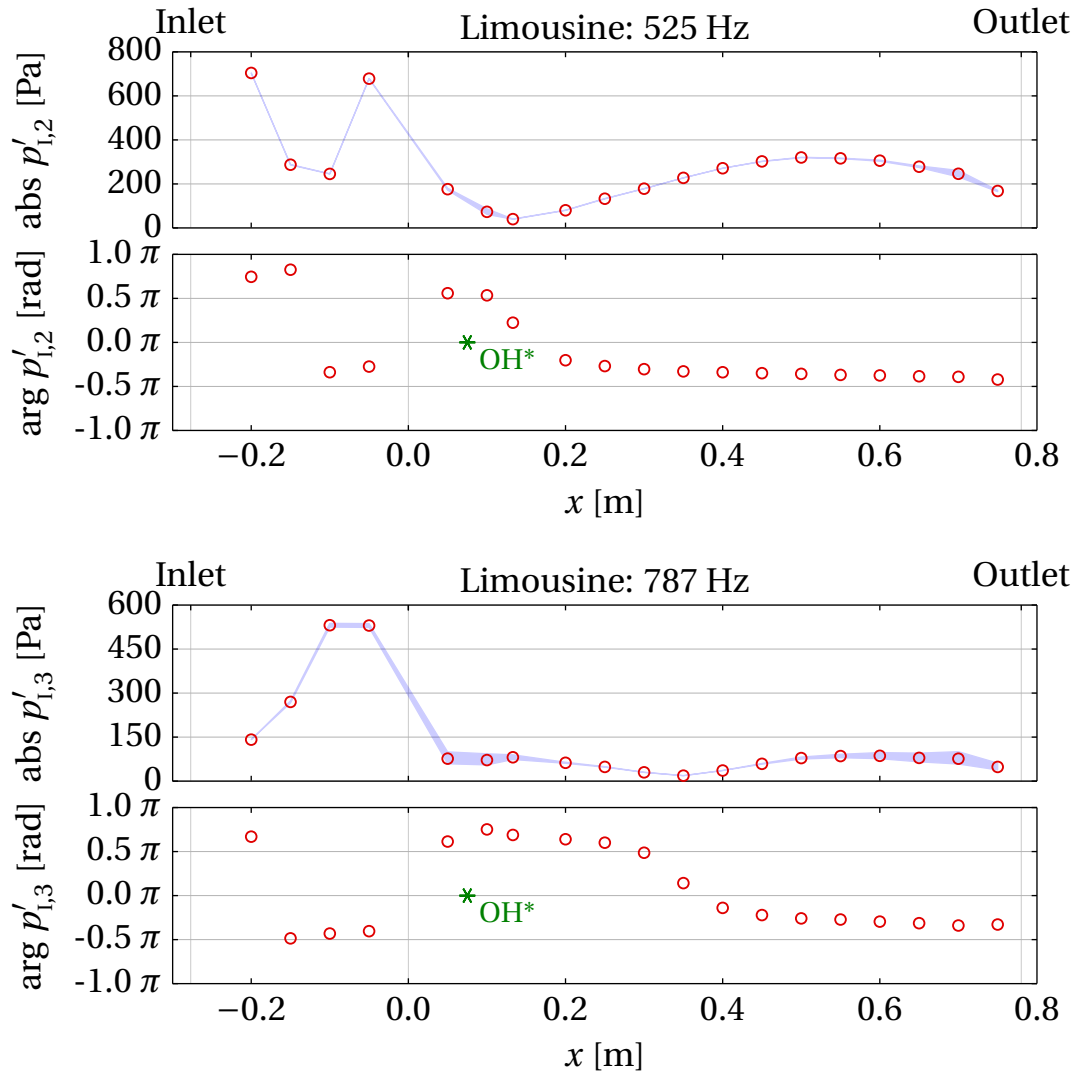 Inlet Limousine: 525 Hz Outlet
abs p′I,2 [Pa]
800
600
400
200
0
arg p′I,2 [rad]
1.0 π
0.5 π
0.0 π
-0.5 π
-1.0 π
OH*
−0.2 0.0 0.2 0.4 0.6 0.8
x [m]
Inlet Limousine: 787 Hz Outlet
abs p′I,3 [Pa]
600
450
300
150
0
arg p′I,3 [rad]
1.0 π
0.5 π
0.0 π
-0.5 π
-1.0 π
OH*
−0.2 0.0 0.2 0.4 0.6 0.8
x [m]